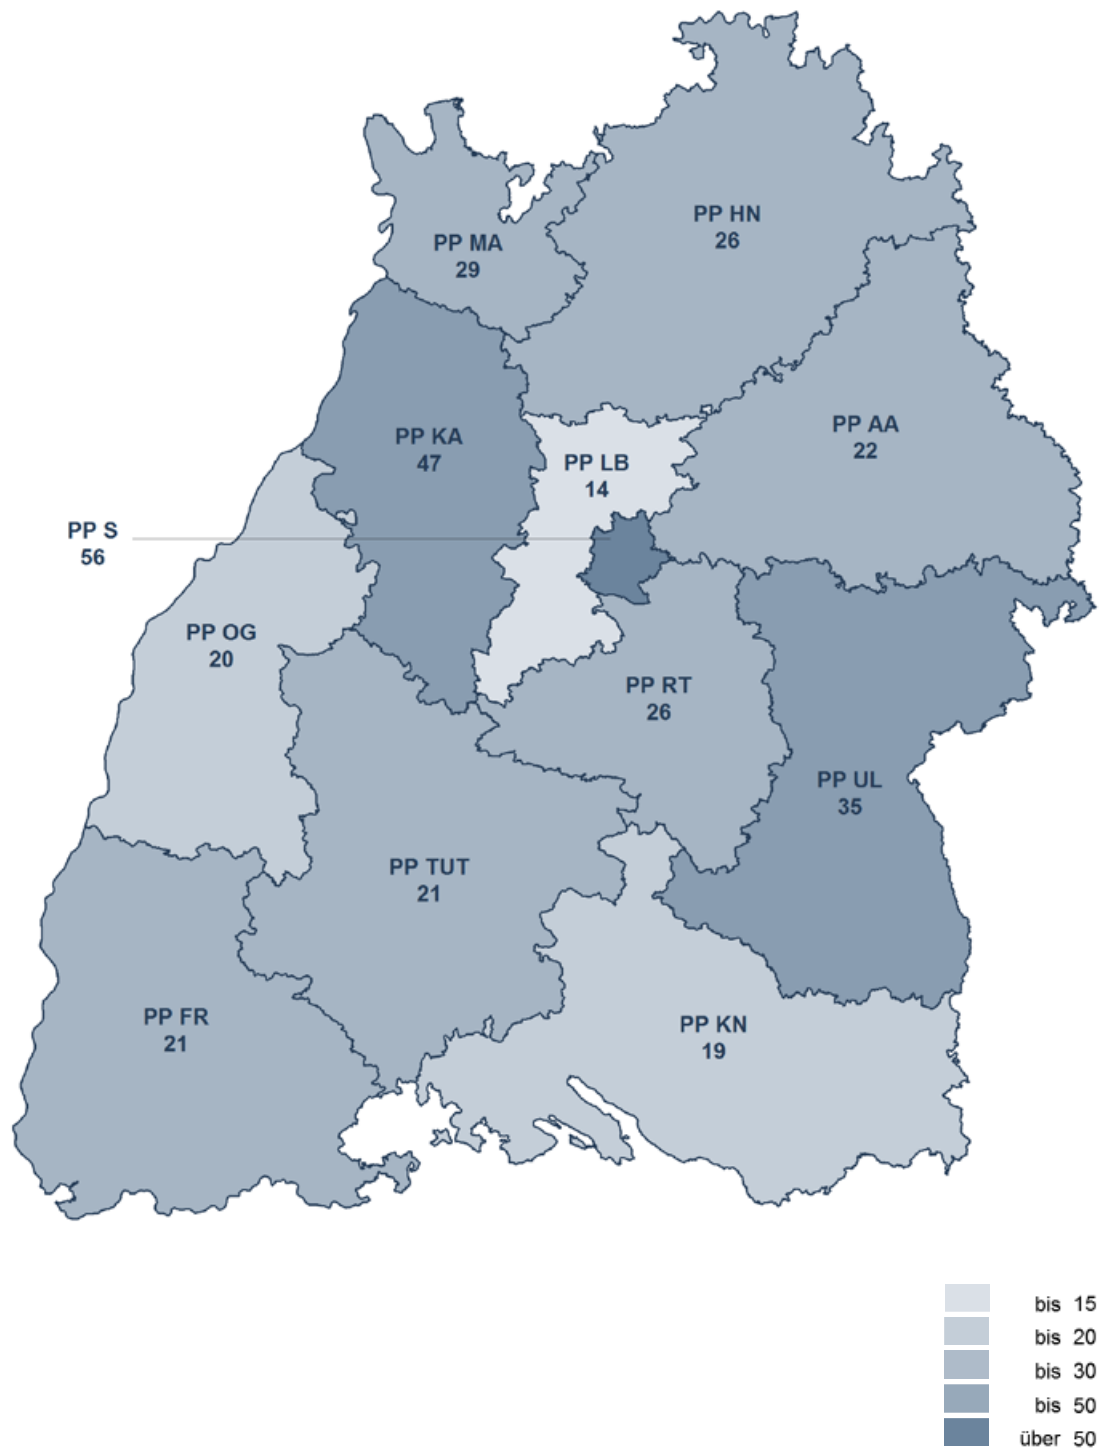 PP HN
26
PP MA
29
PP AA
22
PP KA
47
PP LB
14
PP S
56
PP OG
20
PP RT
26
PP UL
35
PP TUT
21
PP FR
21
PP KN
19
bis 15
bis 20
bis 30
bis 50
über 50